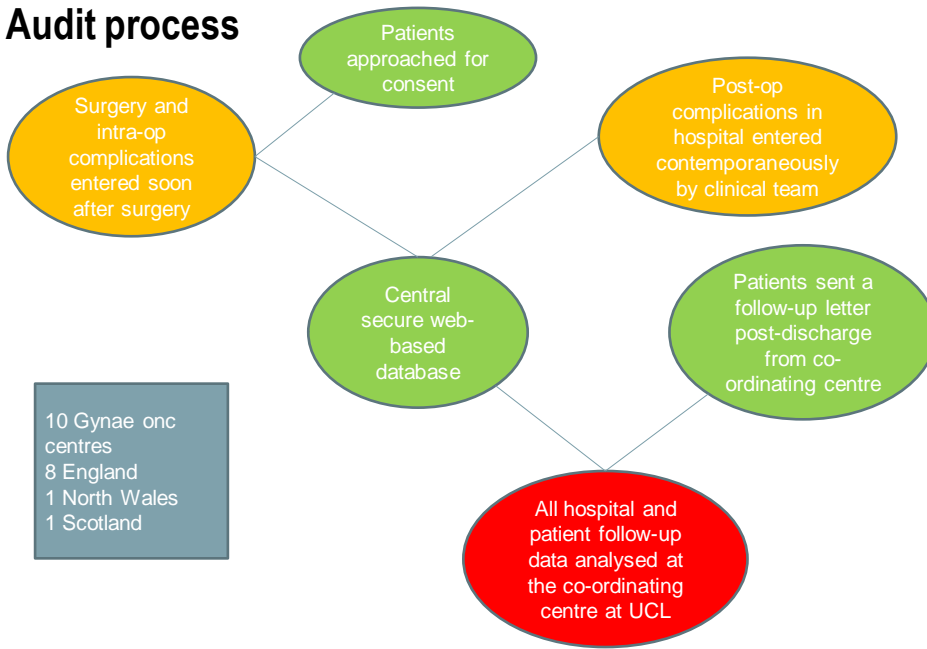 Audit process
Patients
approached for
consent
Surgery and
intra-op
complications
entered soon
after surgery
Post-op
complications in
hospital entered
contemporaneously
by clinical team
Central
secure web-
based
database
Patients sent a
follow-up letter
post-discharge
from co-
ordinating centre
10 Gynae onc
centres
8 England
1 North Wales
1 Scotland
All hospital and
patient follow-up
data analysed at
the co-ordinating
centre at UCL